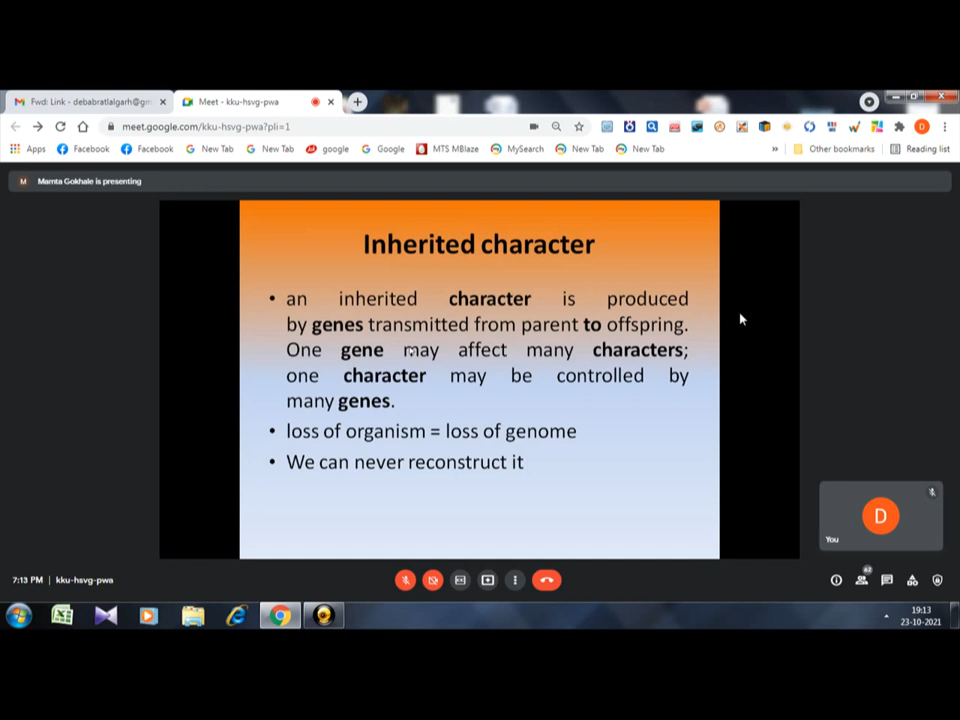 Fwd: Link - debabratlalgarh@gm
Meet - kku-hsvg-pwa
meet.google.com/kku-hsvg-pwa?pli=1
Apps Facebook Facebook New Tab New Tab google Google MTS MBlaze MySearch New Tab New Tab » Other bookmarks Reading list
M Mamta Gokhale is presenting
Inherited character
• an inherited character is produced
by genes transmitted from parent to offspring.
One gene may affect many characters;
one character may be controlled by
many genes.
• loss of organism = loss of genome
• We can never reconstruct it
D
You
7:13 PM | kku-hsvg-pwa
62
19:13
23-10-2021